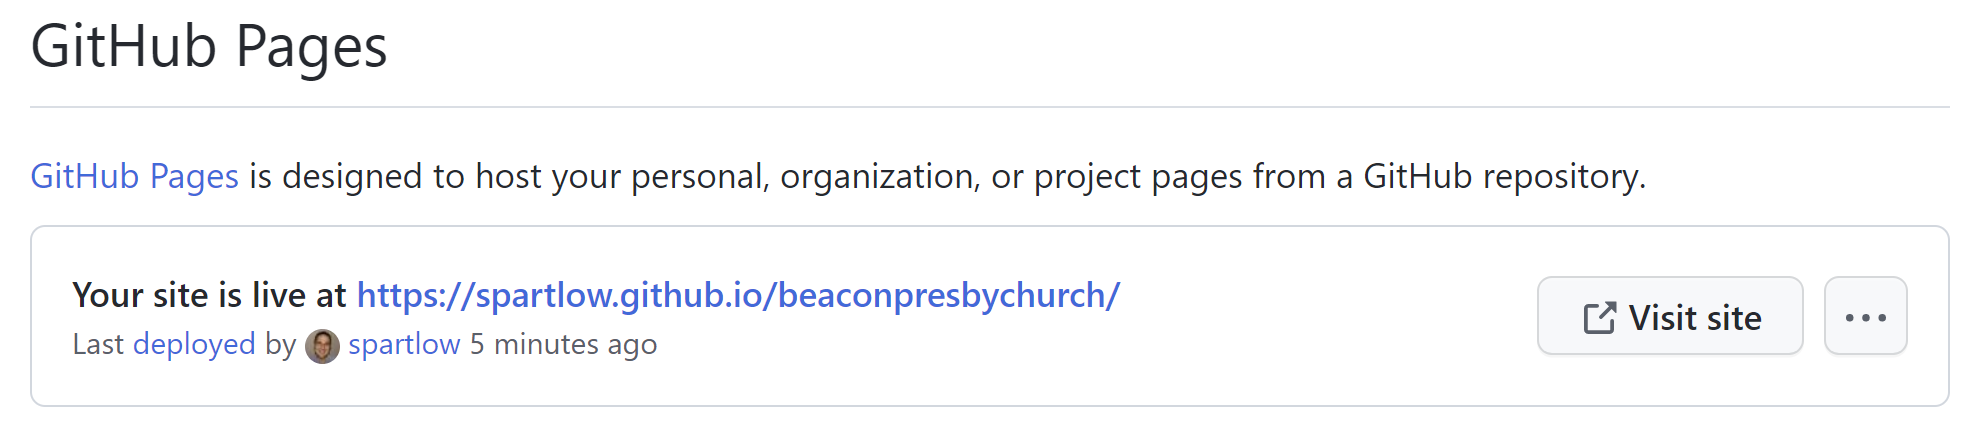 GitHub Pages
GitHub Pages is designed to host your personal, organization, or project pages from a GitHub repository.
Your site is live at https://spartlow.github.io/beaconpresbychurch/
Last deployed by spartlow 5 minutes ago
Visit site